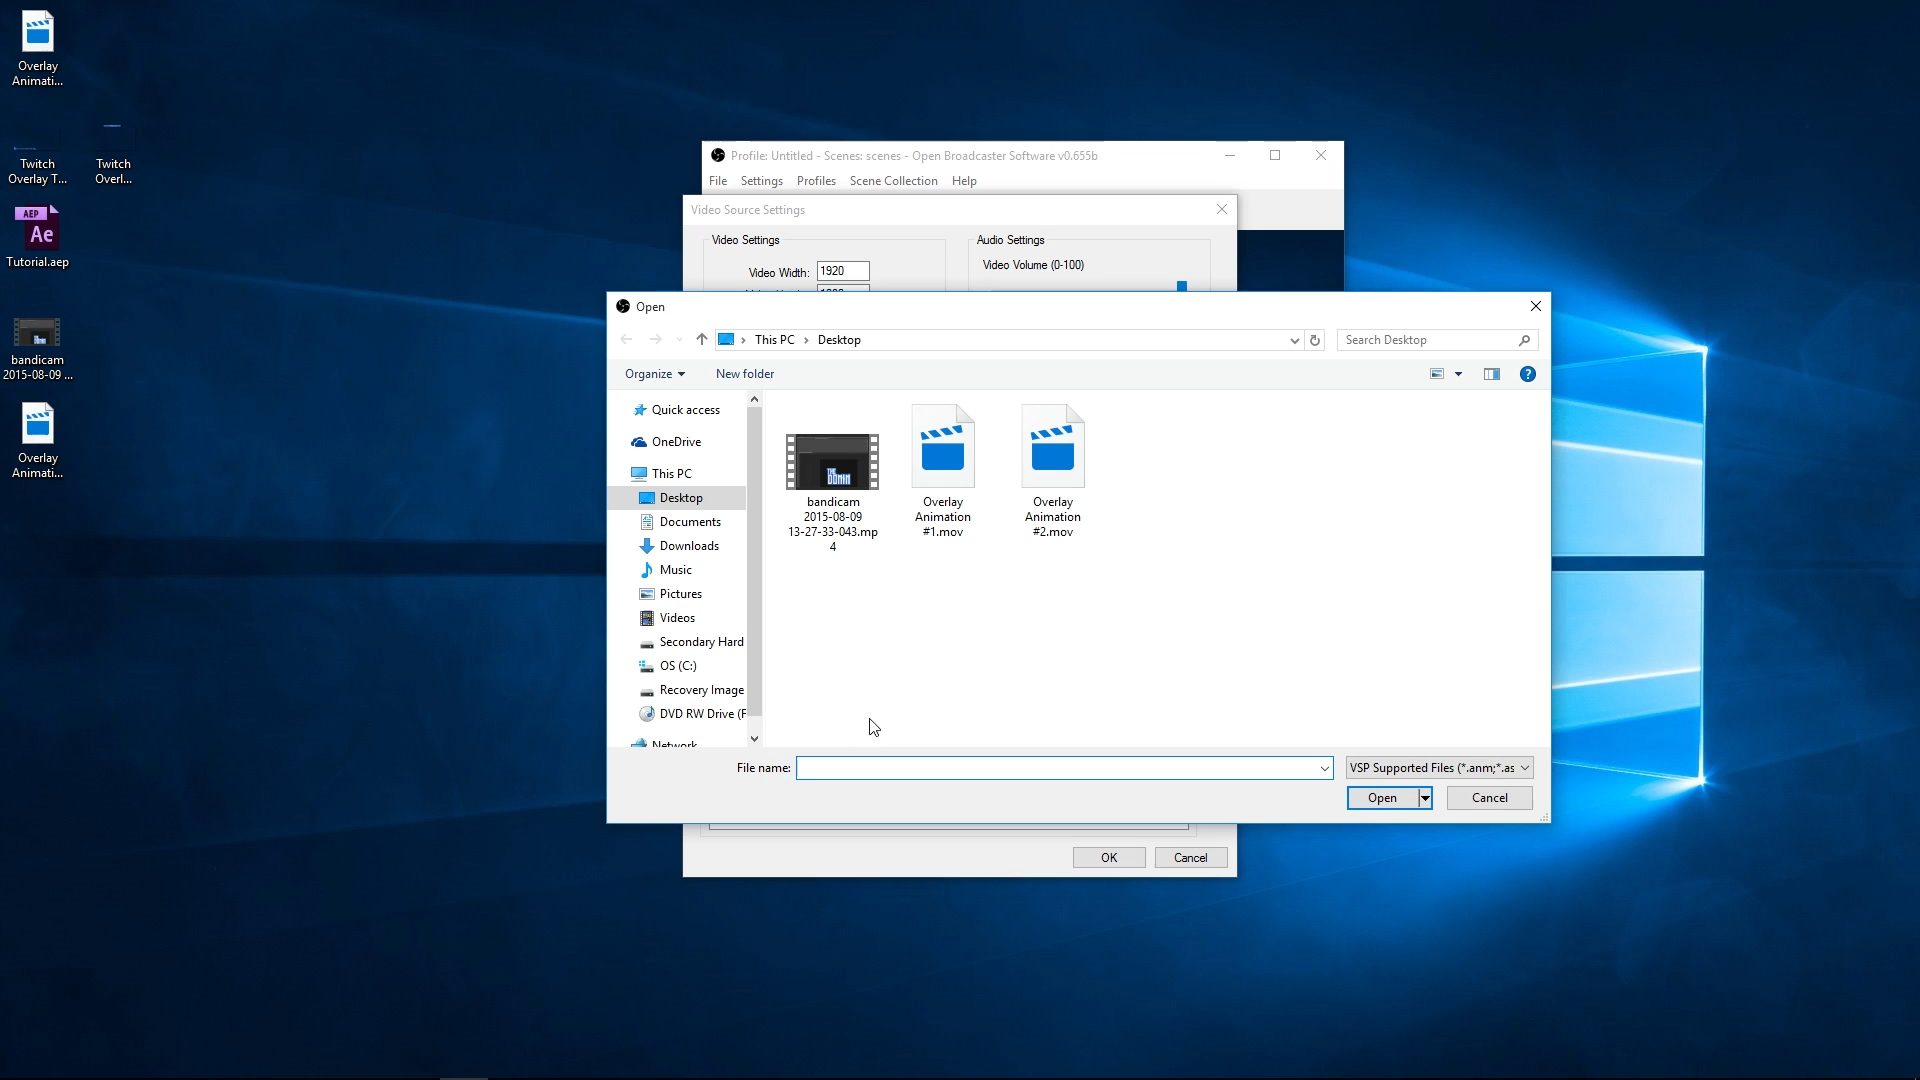 Overlay
Animati...
Twitch
Overlay T...
Twitch
Overl...
AEP
Ae
Tutorial.aep
bandicam
2015-08-09 ...
Overlay
Animati...
Profile: Untitled - Scenes: scenes - Open Broadcaster Software v0.655b
File Settings Profiles Scene Collection Help
Video Source Settings
Video Settings
Audio Settings
Video Volume (0-100)
Video Width: 1920
Open
This PC > Desktop
Search Desktop
Organize
New folder
?
Quick access
OneDrive
This PC
Desktop
Documents
Downloads
Music
Pictures
Videos
Secondary Hard
OS (C:)
Recovery Image
DVD RW Drive (F
Network
THE
bandicam
2015-08-09
13-27-33-043.mp
4
Overlay
Animation
#1.mov
Overlay
Animation
#2.mov
File name:
VSP Supported Files (*.anm;*.as
Open
Cancel
OK
Cancel